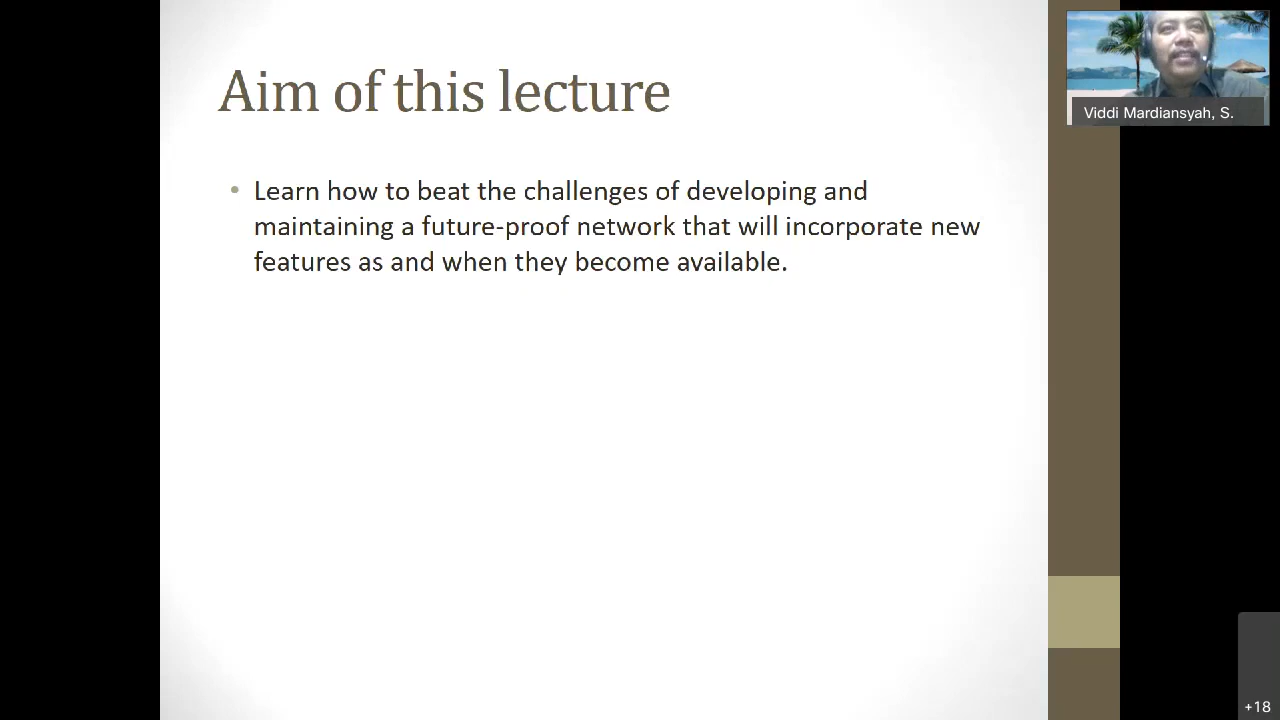 Aim of this lecture
• Learn how to beat the challenges of developing and
maintaining a future-proof network that will incorporate new
features as and when they become available.
Viddi Mardiansyah, S.
+18